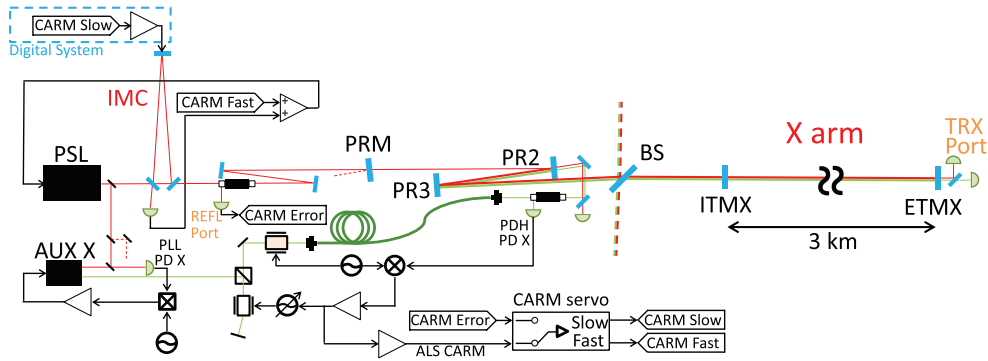 CARM Slow
Digital System
IMC
CARM Fast
+
+
PSL
PRM
PR2
PR3
BS
X arm
TRX
Port
ITMX
ETMX
3 km
REFL
Port
CARM Error
AUX X
PLL
PD X
PDH
PD X
CARM servo
CARM Error
Slow
Fast
CARM Slow
CARM Fast
ALS CARM